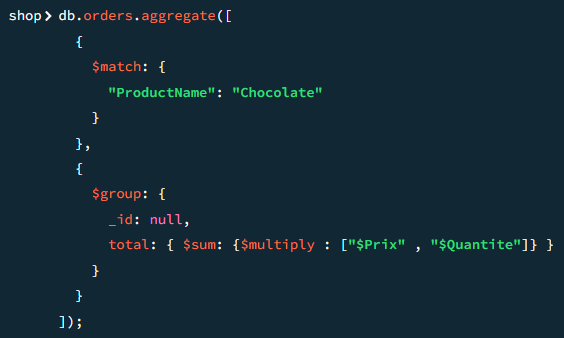 shop> db.orders.aggregate([
{
$match: {
"ProductName": "Chocolate"
}
},
{
$group: {
_id: null,
total: { $sum: {$multiply : ["$Prix" , "$Quantite"]} }
}
}
]);